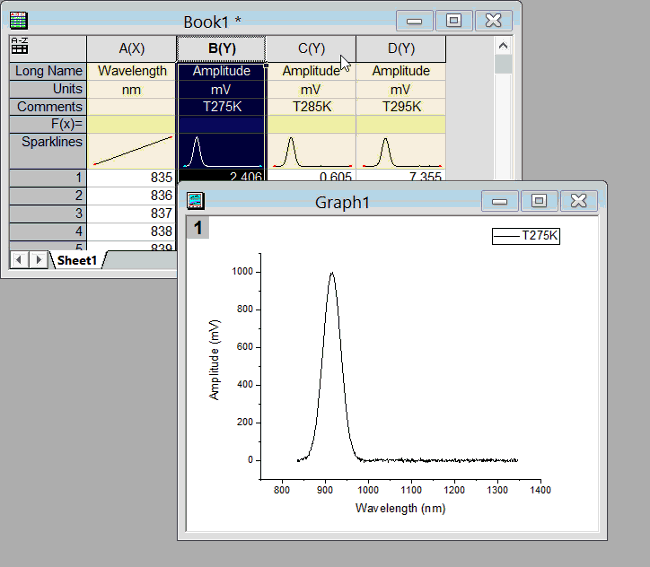 Book1 *
A-Z
A(X) B(Y) C(Y) D(Y)
Long Name Wavelength Amplitude Amplitude Amplitude
Units nm mV mV mV
Comments T275K T285K T295K
F(x)=
Sparklines
1 835 2.406 0.605 7.355
2 836
3 837
4 838
5 839
Sheet1
Graph1
1
T275K
1000
800
600
400
200
0
Amplitude (mV)
800 900 1000 1100 1200 1300 1400
Wavelength (nm)